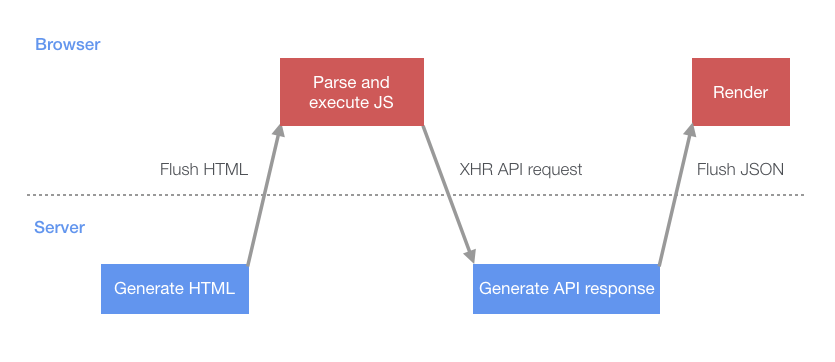 Browser
Parse and
execute JS
Render
Flush HTML
XHR API request
Flush JSON
Server
Generate HTML
Generate API response